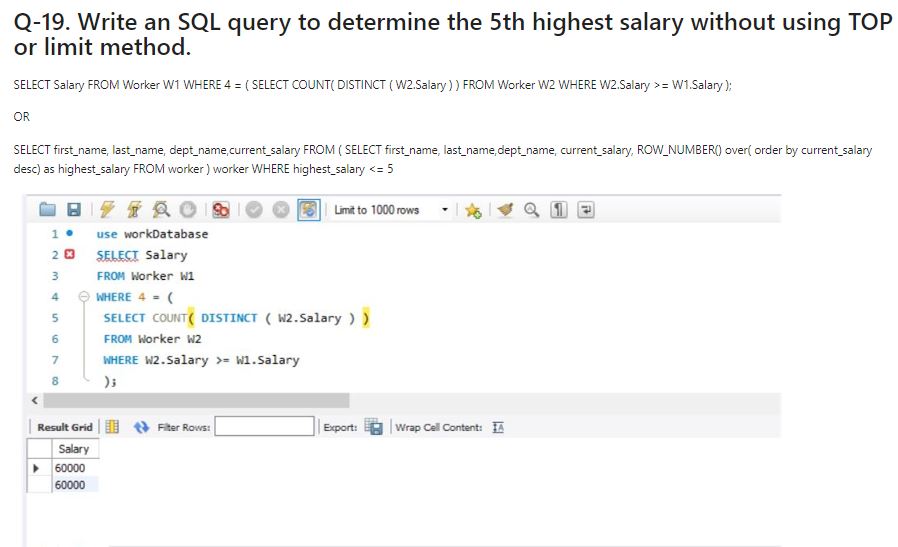 Q-19. Write an SQL query to determine the 5th highest salary without using TOP
or limit method.
SELECT Salary FROM Worker W1 WHERE 4 = ( SELECT COUNT( DISTINCT ( W2.Salary ) ) FROM Worker W2 WHERE W2.Salary >= W1.Salary );
OR
SELECT first_name, last_name, dept_name,current_salary FROM ( SELECT first_name, last_name,dept_name, current_salary, ROW_NUMBER() over( order by current_salary
desc) as highest_salary FROM worker ) worker WHERE highest_salary <= 5
Limit to 1000 rows
1 use workDatabase
2 SELECT Salary
3 FROM Worker W1
4 WHERE 4 = (
5 SELECT COUNT( DISTINCT ( W2.Salary ) )
6 FROM Worker W2
7 WHERE W2.Salary >= W1.Salary
8 );
Result Grid Filter Rows: Export: Wrap Cell Content: IA
Salary
60000
60000